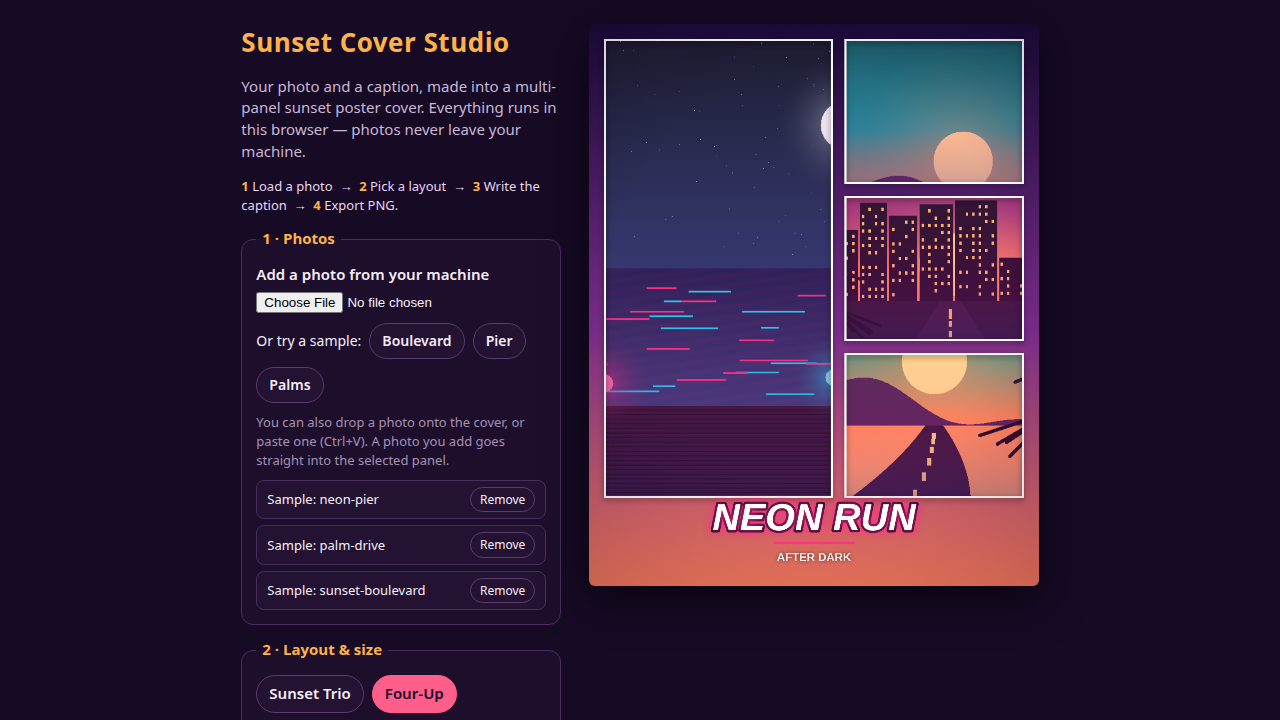 Sunset Cover Studio
Your photo and a caption, made into a multi-
panel sunset poster cover. Everything runs in
this browser — photos never leave your
machine.
1 Load a photo → 2 Pick a layout → 3 Write the
caption → 4 Export PNG.
1 · Photos
Add a photo from your machine
Choose File No file chosen
Or try a sample: Boulevard Pier
Palms
You can also drop a photo onto the cover, or
paste one (Ctrl+V). A photo you add goes
straight into the selected panel.
Sample: neon-pier Remove
Sample: palm-drive Remove
Sample: sunset-boulevard Remove
2 · Layout & size
Sunset Trio Four-Up
NEON RUN
AFTER DARK